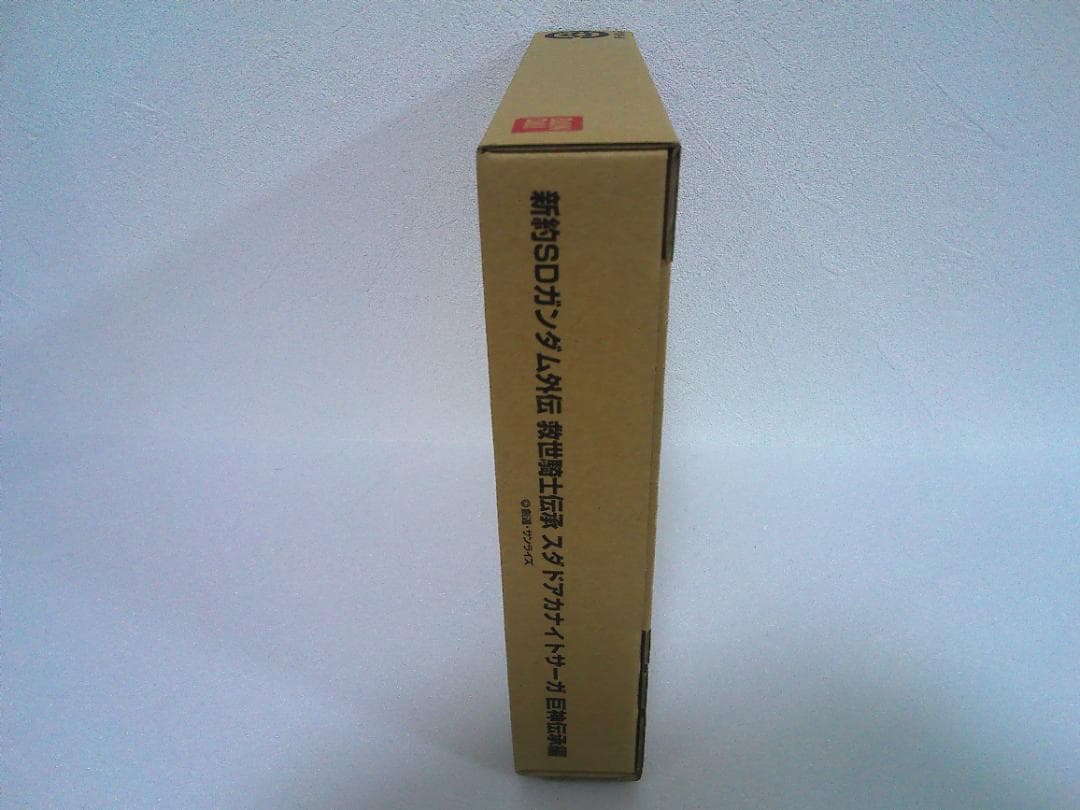 新約SDガンダム外伝 救世騎士伝承 スダドアカナイトサーガ 巨神伝承編
© 創通・サンライズ